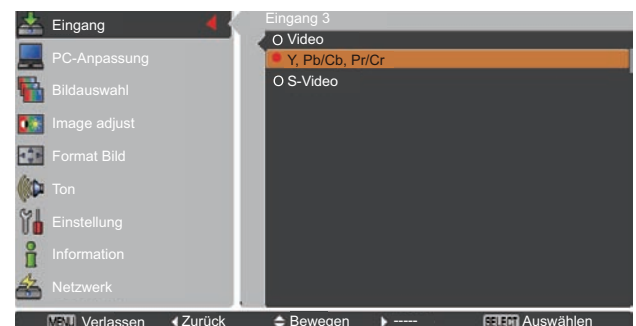 Eingang
PC-Anpassung
Bildauswahl
Image adjust
Format Bild
Ton
Einstellung
Information
Netzwerk
Eingang 3
Video
Y, Pb/Cb, Pr/Cr
S-Video
MENU Verlassen Zurück Bewegen ----- SELECT Auswählen